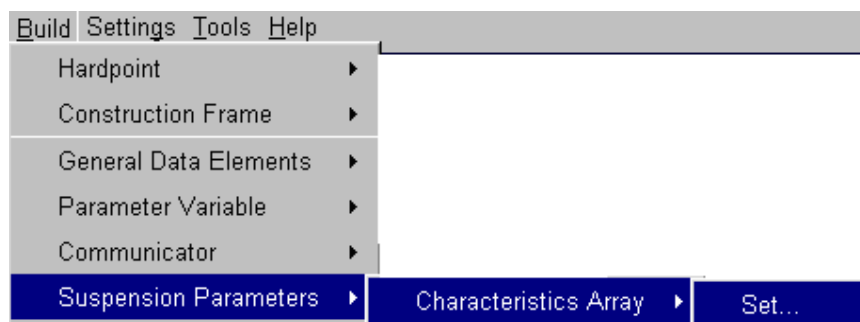 Build Settings Tools Help
Hardpoint
Construction Frame
General Data Elements
Parameter Variable
Communicator
Suspension Parameters Characteristics Array Set...